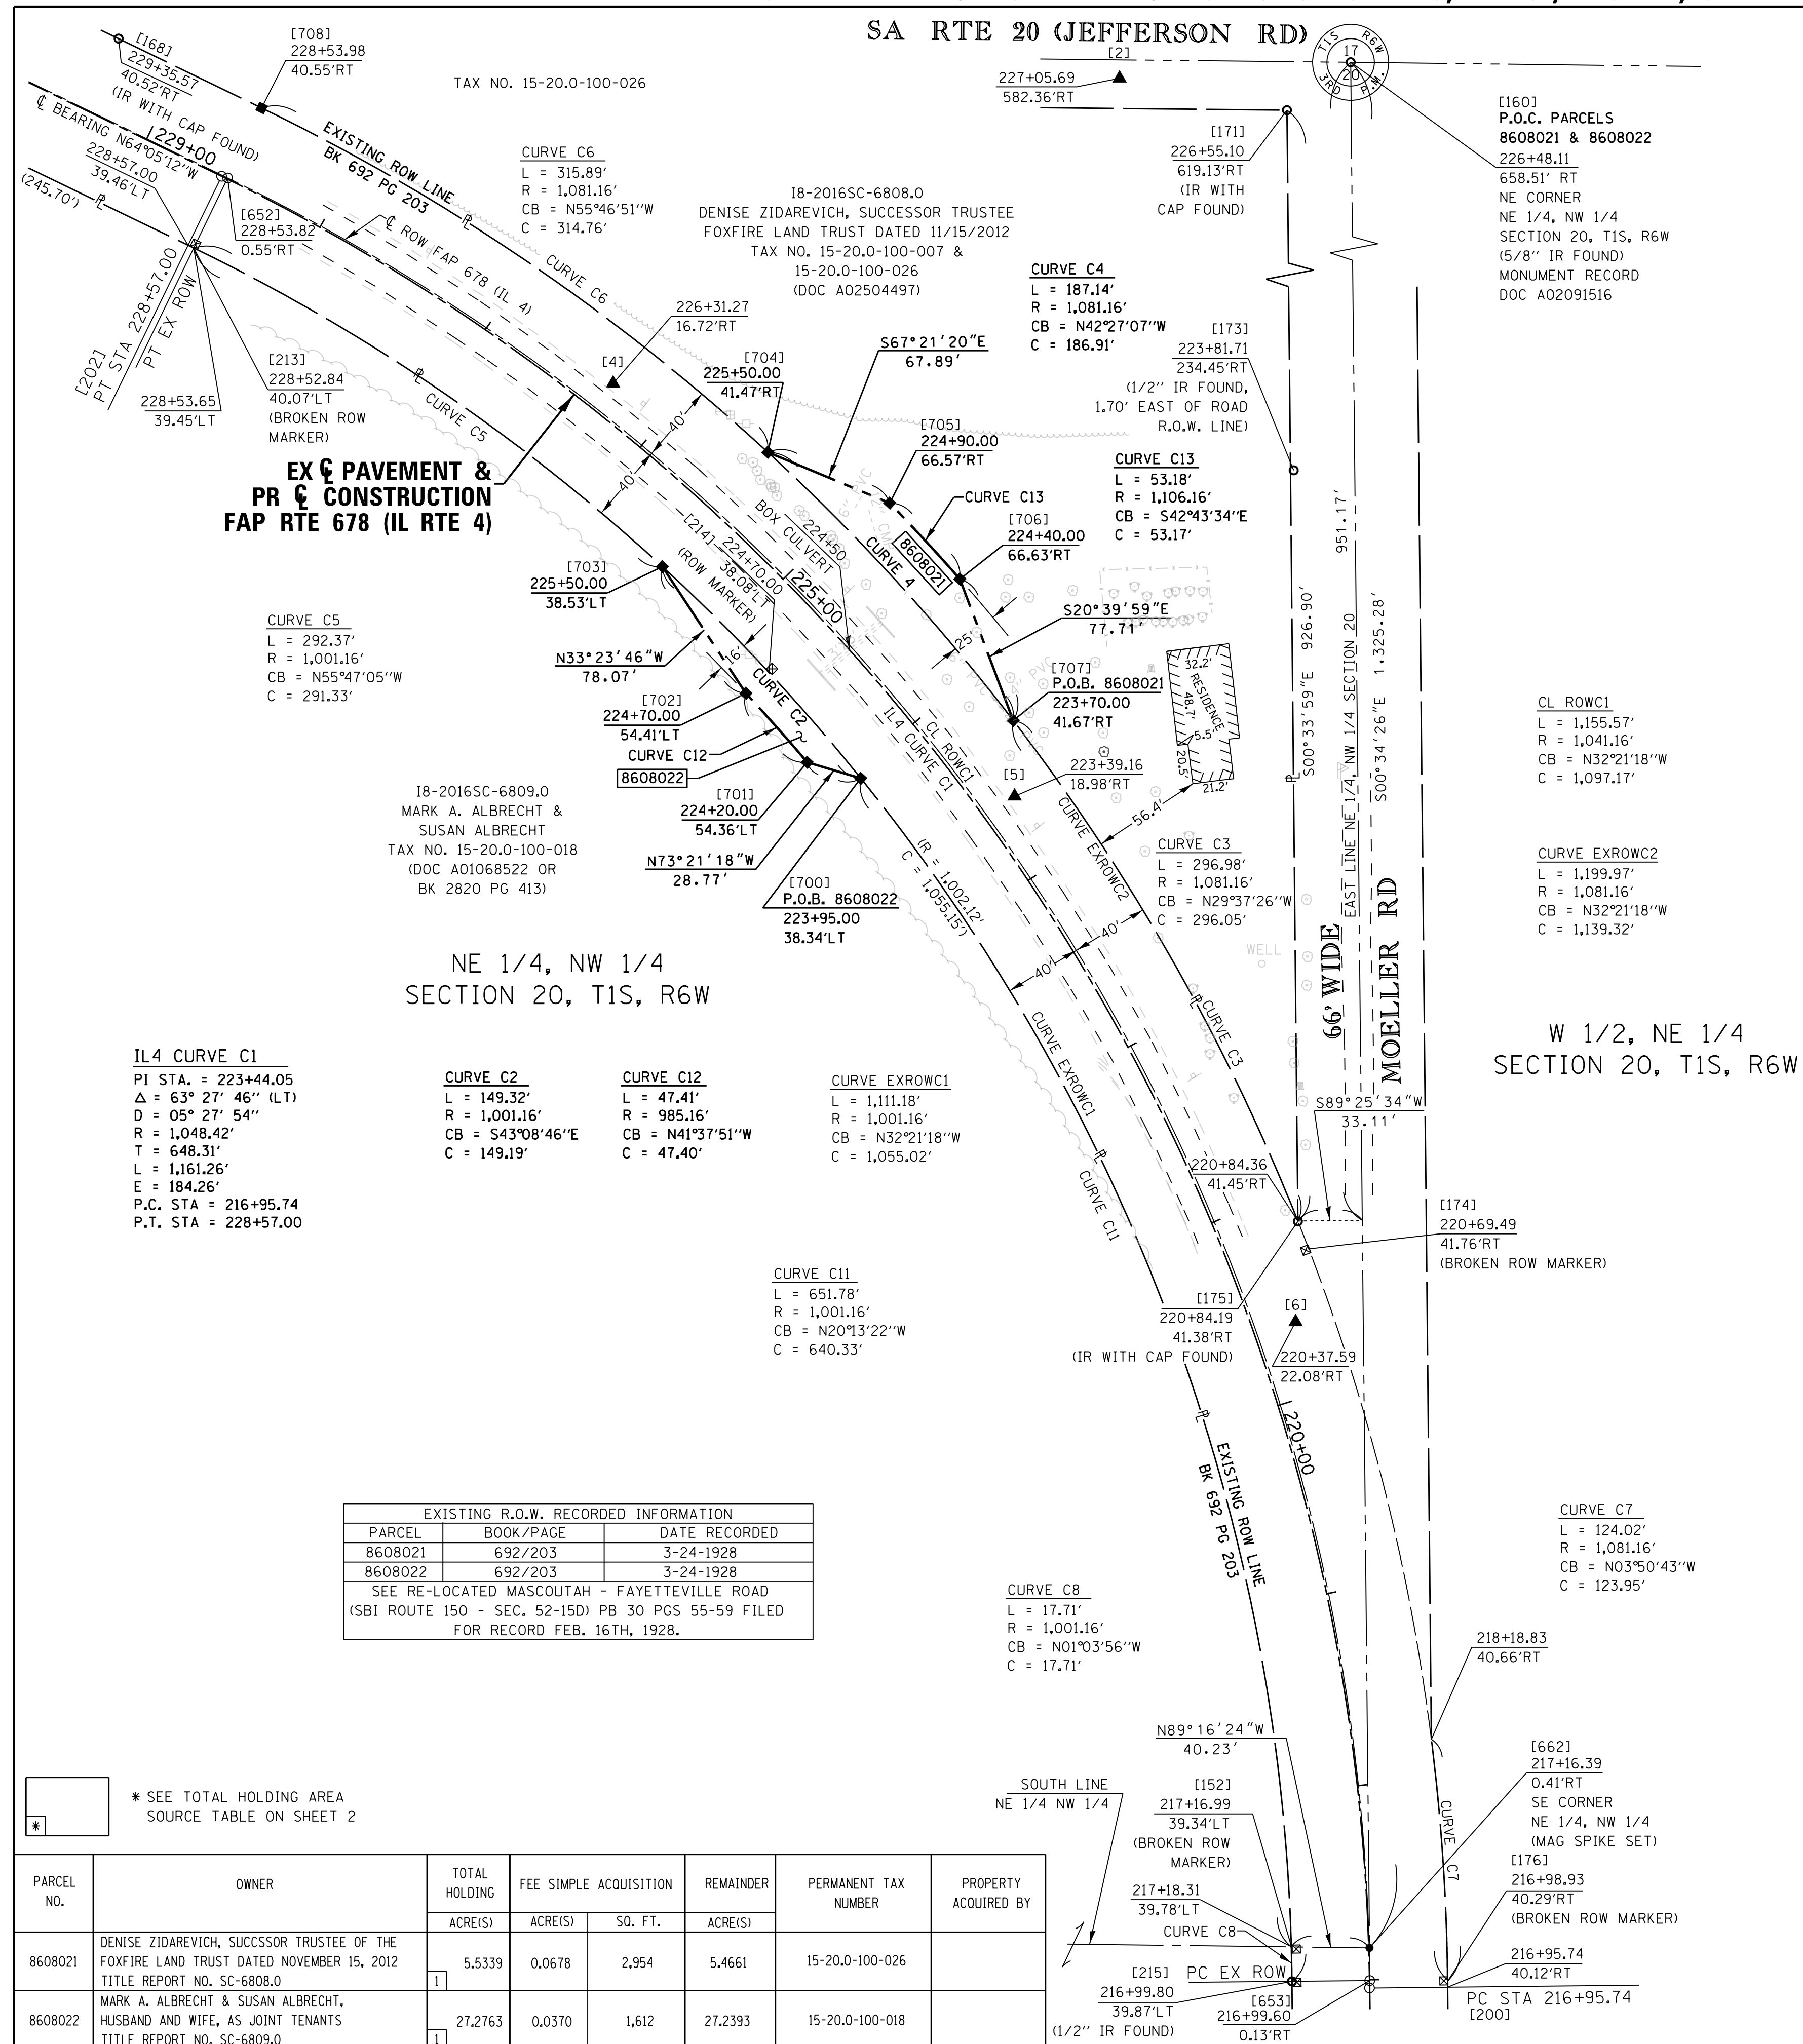 SA RTE 20 (JEFFERSON RD)
[2]
227+05.69
582.36'RT
T1S R6W
17
20
3RD P.M.
[168]
229+35.57
40.52'RT
(IR WITH CAP FOUND)
[708]
228+53.98
40.55'RT
TAX NO. 15-20.0-100-026
℄ BEARING N64°05'12"W
229+00
228+57.00
39.46'LT
(245.70')
EXISTING ROW LINE
BK 692 PG 203
[652]
228+53.82
0.55'RT
℄ ROW FAP 678 (IL 4)
CURVE C6
L = 315.89'
R = 1,081.16'
CB = N55°46'51''W
C = 314.76'
CURVE C6
I8-2016SC-6808.0
DENISE ZIDAREVICH, SUCCESSOR TRUSTEE
FOXFIRE LAND TRUST DATED 11/15/2012
TAX NO. 15-20.0-100-007 &
15-20.0-100-026
(DOC A02504497)
[171]
226+55.10
619.13'RT
(IR WITH
CAP FOUND)
[160]
P.O.C. PARCELS
8608021 & 8608022
226+48.11
658.51' RT
NE CORNER
NE 1/4, NW 1/4
SECTION 20, T1S, R6W
(5/8'' IR FOUND)
MONUMENT RECORD
DOC A02091516
CURVE C4
L = 187.14'
R = 1,081.16'
CB = N42°27'07''W
C = 186.91'
[173]
223+81.71
234.45'RT
(1/2'' IR FOUND,
1.70' EAST OF ROAD
R.O.W. LINE)
[202]
PT STA 228+57.00
PT EX ROW
228+53.65
39.45'LT
[213]
228+52.84
40.07'LT
(BROKEN ROW
MARKER)
CURVE C5
226+31.27
16.72'RT
[4]
[704]
225+50.00
41.47'RT
S67°21'20"E
67.89'
[705]
224+90.00
66.57'RT
CURVE C13
L = 53.18'
R = 1,106.16'
CB = S42°43'34''E
C = 53.17'
CURVE C13
[706]
224+40.00
66.63'RT
EX ℄ PAVEMENT &
PR ℄ CONSTRUCTION
FAP RTE 678 (IL RTE 4)
40'
40'
6" PVC
BOX CULVERT
224+50
CURVE 4
8608021
[214]
224+70.00
38.08'LT
(ROW MARKER)
225+00
[703]
225+50.00
38.53'LT
CURVE C5
L = 292.37'
R = 1,001.16'
CB = N55°47'05''W
C = 291.33'
N33°23'46"W
78.07'
16'
CURVE C2
25'
S20°39'59"E
77.71'
[707]
P.O.B. 8608021
223+70.00
41.67'RT
32.2'
RESIDENCE
48.7'
5.5'
20.5'
21.2'
[702]
224+70.00
54.41'LT
CURVE C12
8608022
IL4 CURVE C1
CL ROWC1
[5]
223+39.16
18.98'RT
56.4'
951.17'
S00°33'59"E 926.90'
EAST LINE NE 1/4, NW 1/4 SECTION 20
S00°34'26"E 1,325.28'
CL ROWC1
L = 1,155.57'
R = 1,041.16'
CB = N32°21'18''W
C = 1,097.17'
I8-2016SC-6809.0
MARK A. ALBRECHT &
SUSAN ALBRECHT
TAX NO. 15-20.0-100-018
(DOC A01068522 OR
BK 2820 PG 413)
[701]
224+20.00
54.36'LT
N73°21'18"W
28.77'
[700]
P.O.B. 8608022
223+95.00
38.34'LT
(R = 1,002.12'
C = 1,055.15')
CURVE EXROWC2
CURVE C3
L = 296.98'
R = 1,081.16'
CB = N29°37'26''W
C = 296.05'
CURVE EXROWC2
L = 1,199.97'
R = 1,081.16'
CB = N32°21'18''W
C = 1,139.32'
40'
40'
WELL
66' WIDE
MOELLER RD
NE 1/4, NW 1/4
SECTION 20, T1S, R6W
W 1/2, NE 1/4
SECTION 20, T1S, R6W
CURVE EXROWC1
CURVE C3
IL4 CURVE C1
PI STA. = 223+44.05
Δ = 63° 27' 46'' (LT)
D = 05° 27' 54''
R = 1,048.42'
T = 648.31'
L = 1,161.26'
E = 184.26'
P.C. STA = 216+95.74
P.T. STA = 228+57.00
CURVE C2
L = 149.32'
R = 1,001.16'
CB = S43°08'46''E
C = 149.19'
CURVE C12
L = 47.41'
R = 985.16'
CB = N41°37'51''W
C = 47.40'
CURVE EXROWC1
L = 1,111.18'
R = 1,001.16'
CB = N32°21'18''W
C = 1,055.02'
CURVE C11
S89°25'34"W
33.11'
220+84.36
41.45'RT
[174]
220+69.49
41.76'RT
(BROKEN ROW MARKER)
CURVE C11
L = 651.78'
R = 1,001.16'
CB = N20°13'22''W
C = 640.33'
[175]
220+84.19
41.38'RT
(IR WITH CAP FOUND)
[6]
220+37.59
22.08'RT
220+00
EXISTING ROW LINE
BK 692 PG 203
EXISTING R.O.W. RECORDED INFORMATION
PARCEL BOOK/PAGE DATE RECORDED
8608021 692/203 3-24-1928
8608022 692/203 3-24-1928
SEE RE-LOCATED MASCOUTAH - FAYETTEVILLE ROAD
(SBI ROUTE 150 - SEC. 52-15D) PB 30 PGS 55-59 FILED
FOR RECORD FEB. 16TH, 1928.
CURVE C7
L = 124.02'
R = 1,081.16'
CB = N03°50'43''W
C = 123.95'
CURVE C8
L = 17.71'
R = 1,001.16'
CB = N01°03'56''W
C = 17.71'
218+18.83
40.66'RT
N89°16'24"W
40.23'
[662]
217+16.39
0.41'RT
SE CORNER
NE 1/4, NW 1/4
(MAG SPIKE SET)
SOUTH LINE
NE 1/4 NW 1/4
[152]
217+16.99
39.34'LT
(BROKEN ROW
MARKER)
CURVE C7
[176]
216+98.93
40.29'RT
(BROKEN ROW MARKER)
217+18.31
39.78'LT
CURVE C8
216+95.74
40.12'RT
[215] PC EX ROW
216+99.80
39.87'LT
(1/2'' IR FOUND)
[653]
216+99.60
0.13'RT
PC STA 216+95.74
[200]
*
* SEE TOTAL HOLDING AREA
SOURCE TABLE ON SHEET 2
PARCEL NO. OWNER TOTAL HOLDING FEE SIMPLE ACQUISITION REMAINDER PERMANENT TAX NUMBER PROPERTY ACQUIRED BY
ACRE(S) ACRE(S) SQ. FT. ACRE(S)
DENISE ZIDAREVICH, SUCCSSOR TRUSTEE OF THE
8608021 FOXFIRE LAND TRUST DATED NOVEMBER 15, 2012 5.5339 0.0678 2,954 5.4661 15-20.0-100-026
TITLE REPORT NO. SC-6808.0 1
MARK A. ALBRECHT & SUSAN ALBRECHT,
8608022 HUSBAND AND WIFE, AS JOINT TENANTS 27.2763 0.0370 1,612 27.2393 15-20.0-100-018
TITLE REPORT NO. SC-6809.0 1